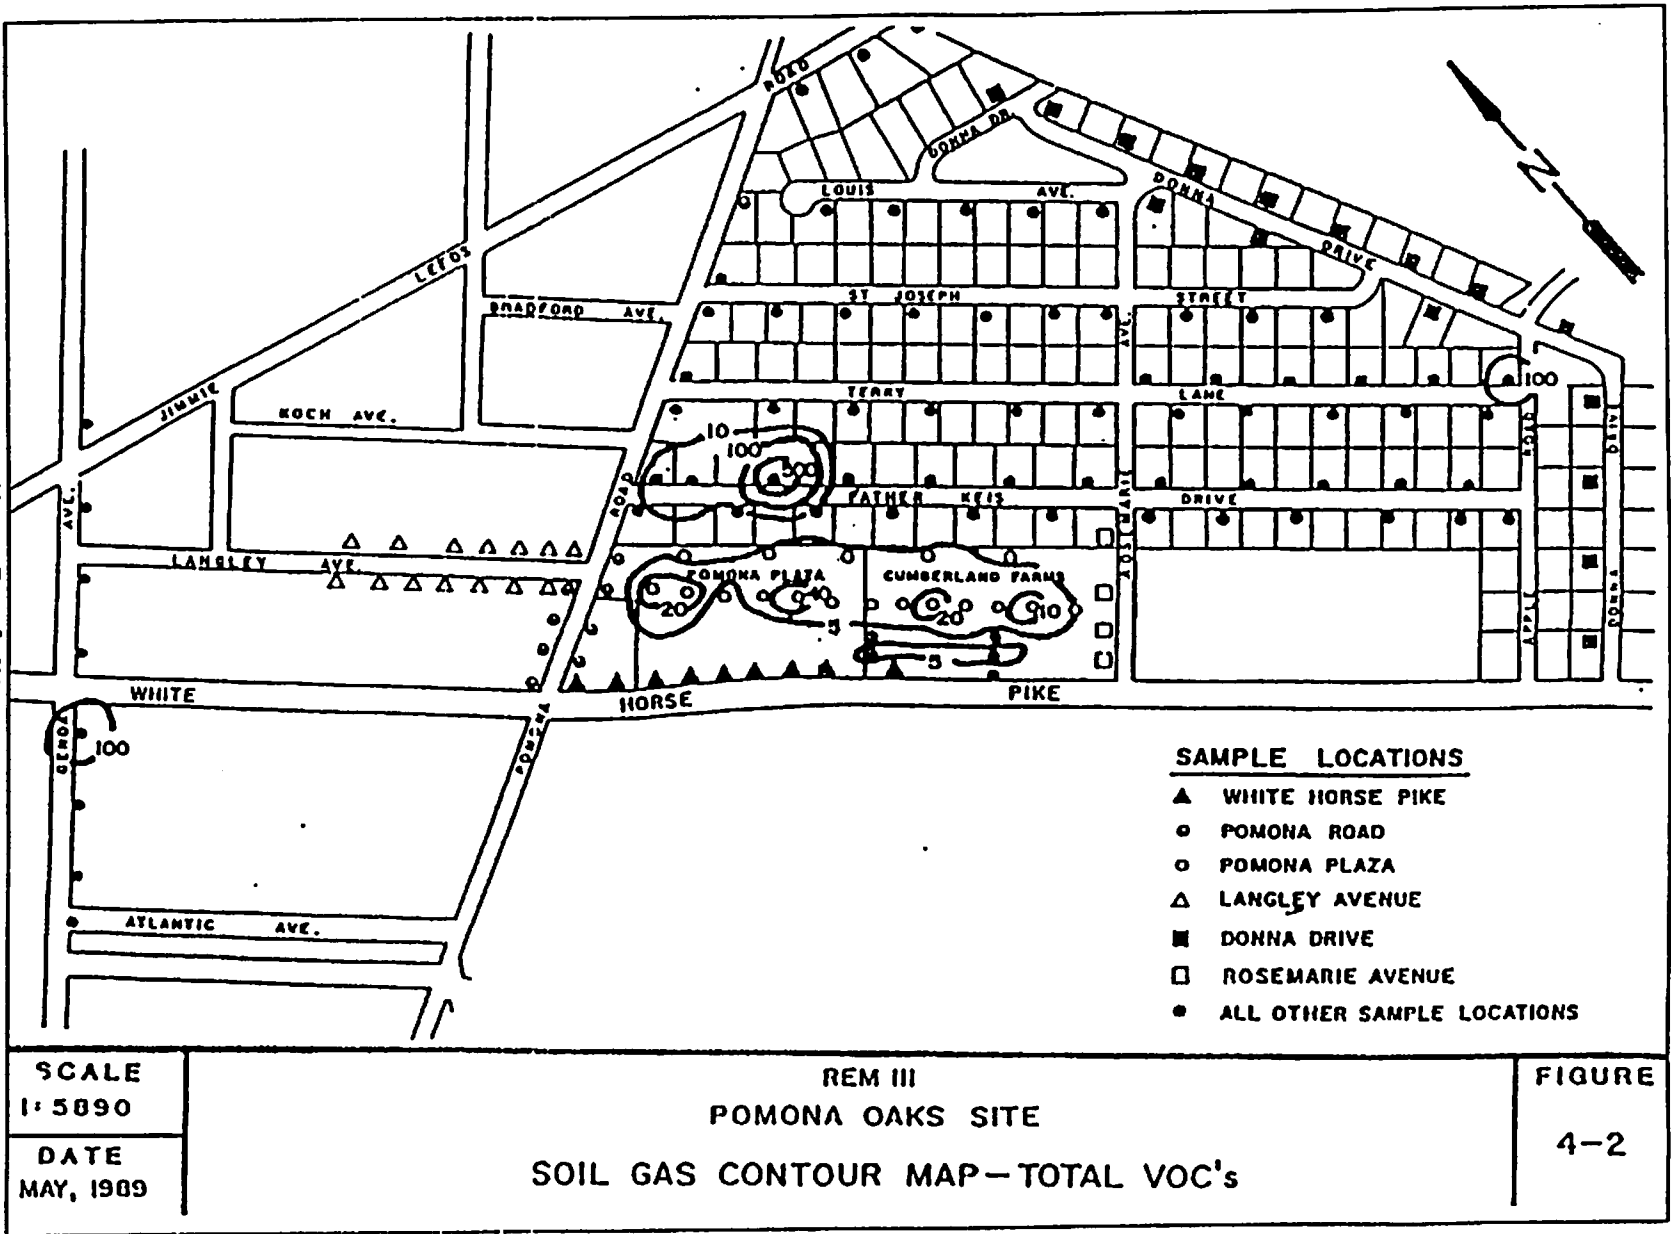 ROAD
DONNA DR.
LOUIS AVE.
DONNA
DRIVE
N
JIMMIE LEEDS
BRADFORD AVE.
ST JOSEPH STREET
AVE.
TERRY LANE
100
KOCH AVE.
10
100
500
ROAD
FATHER KEIS DRIVE
ROSEMARIE
AVE.
LANGLEY AVE.
POMONA PLAZA
CUMBERLAND FARMS
20
10
20
10
5
5
APPLE
DONNA
WHITE HORSE PIKE
GENOA
100
POMONA
ATLANTIC AVE.
SAMPLE LOCATIONS
WHITE HORSE PIKE
POMONA ROAD
POMONA PLAZA
LANGLEY AVENUE
DONNA DRIVE
ROSEMARIE AVENUE
ALL OTHER SAMPLE LOCATIONS
SCALE
1:5890
DATE
MAY, 1989
REM III
POMONA OAKS SITE
SOIL GAS CONTOUR MAP-TOTAL VOC's
FIGURE
4-2